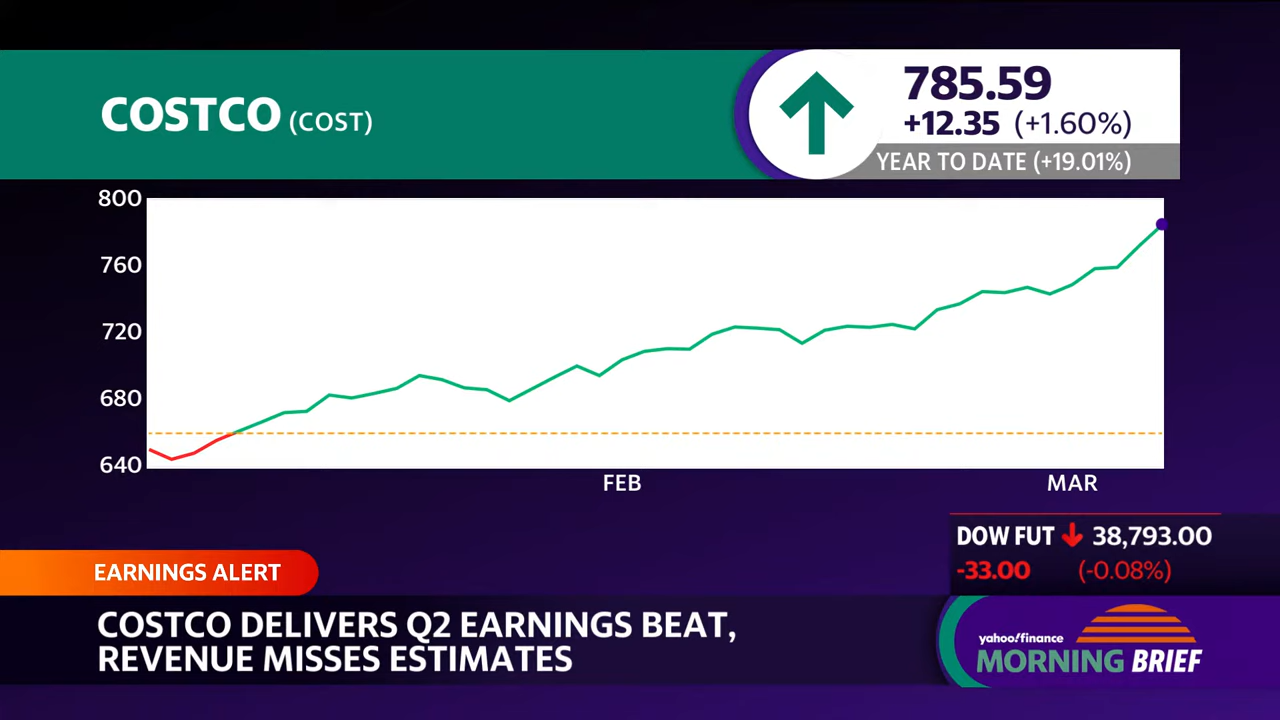 COSTCO (COST)
785.59
+12.35 (+1.60%)
YEAR TO DATE (+19.01%)
800
760
720
680
640
FEB MAR
DOW FUT 38,793.00
-33.00 (-0.08%)
EARNINGS ALERT
COSTCO DELIVERS Q2 EARNINGS BEAT,
REVENUE MISSES ESTIMATES
yahoo!finance
MORNING BRIEF